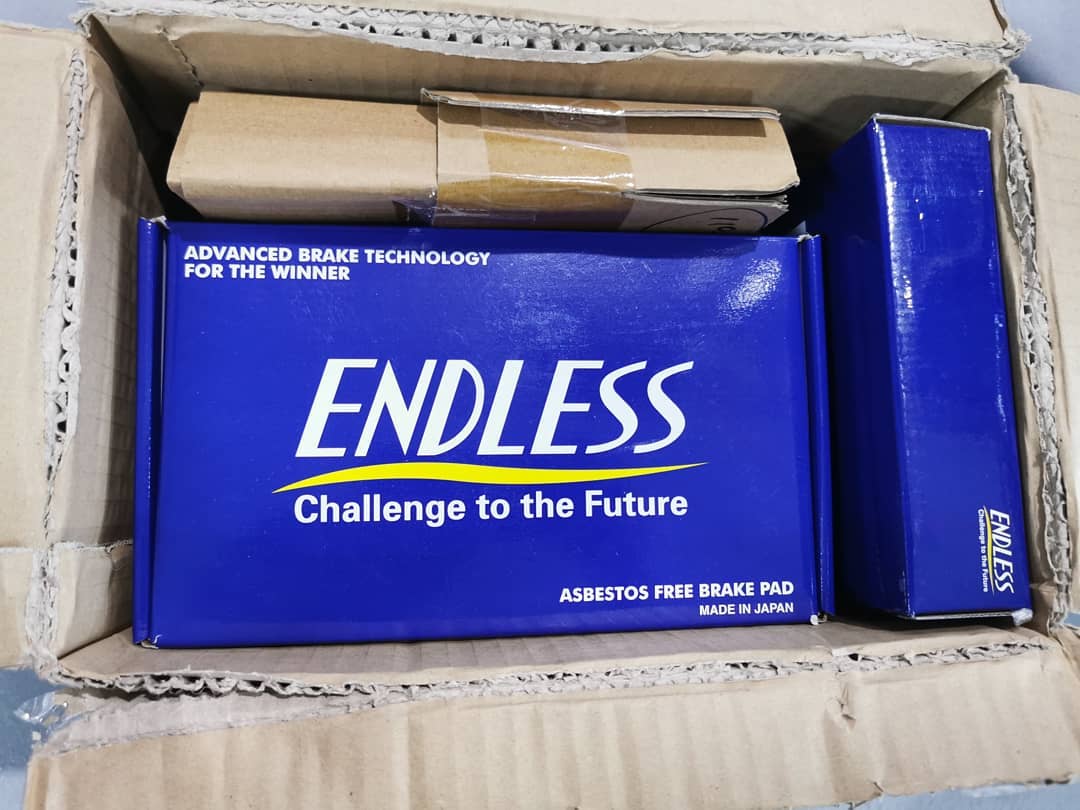 ADVANCED BRAKE TECHNOLOGY
FOR THE WINNER
ENDLESS
Challenge to the Future
ASBESTOS FREE BRAKE PAD
MADE IN JAPAN
ENDLESS
Challenge to the Future